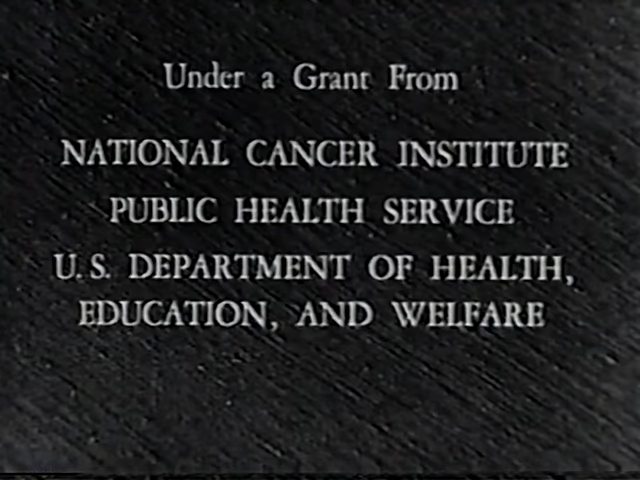 Under a Grant From
NATIONAL CANCER INSTITUTE
PUBLIC HEALTH SERVICE
U. S. DEPARTMENT OF HEALTH,
EDUCATION, AND WELFARE